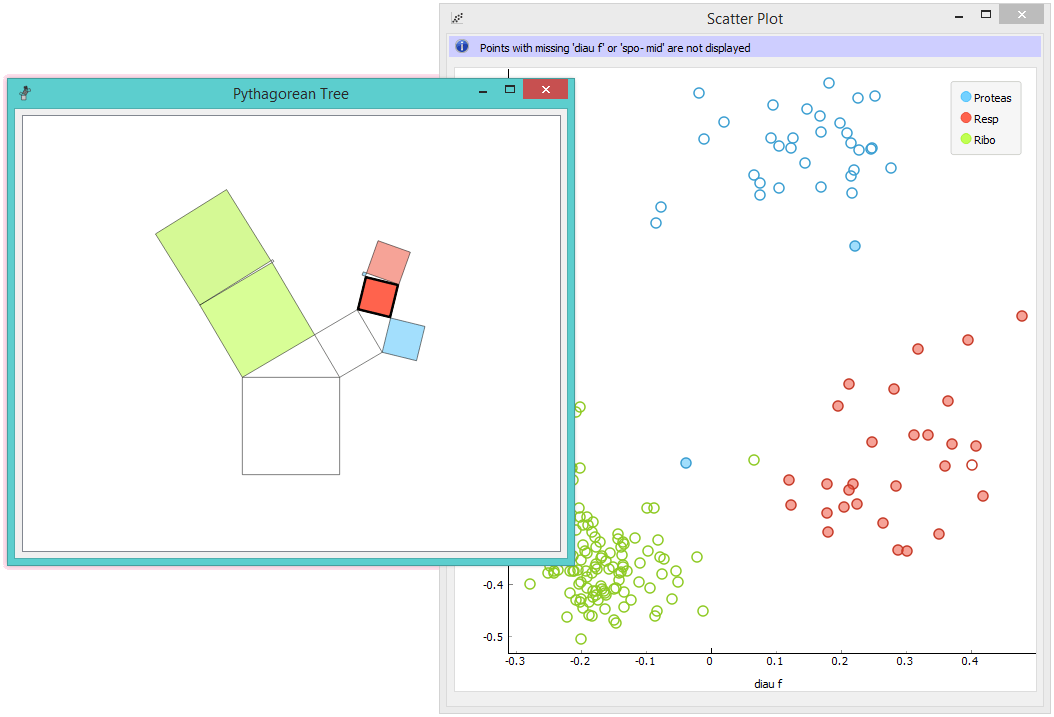 Scatter Plot
Points with missing 'diau f' or 'spo- mid' are not displayed
Pythagorean Tree
Proteas
Resp
Ribo
-0.4
-0.5
-0.3 -0.2 -0.1 0 0.1 0.2 0.3 0.4
diau f